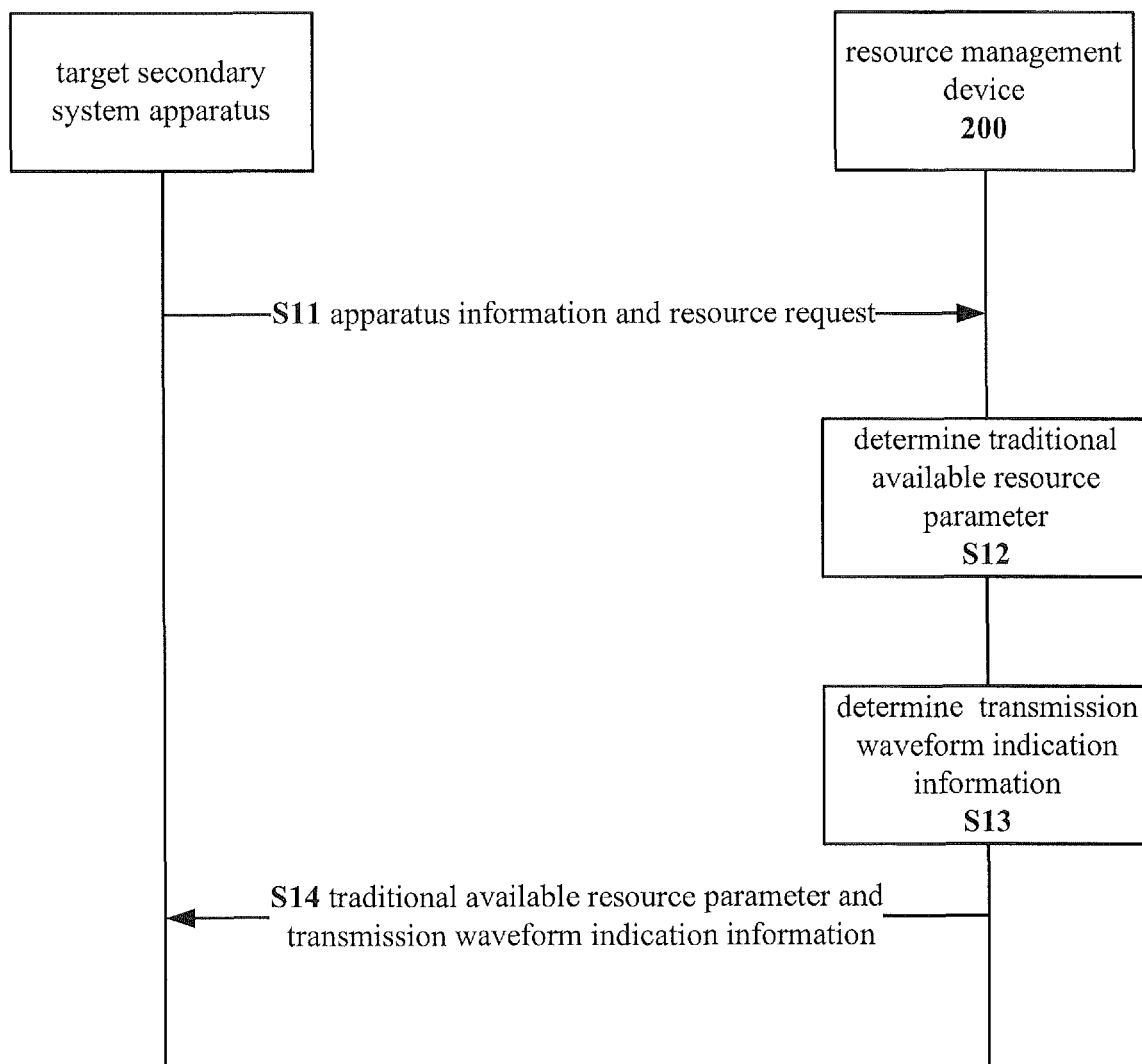 target secondary
system apparatus
resource management
device
200
S11 apparatus information and resource request
determine traditional
available resource
parameter
S12
determine transmission
waveform indication
information
S13
S14 traditional available resource parameter and
transmission waveform indication information